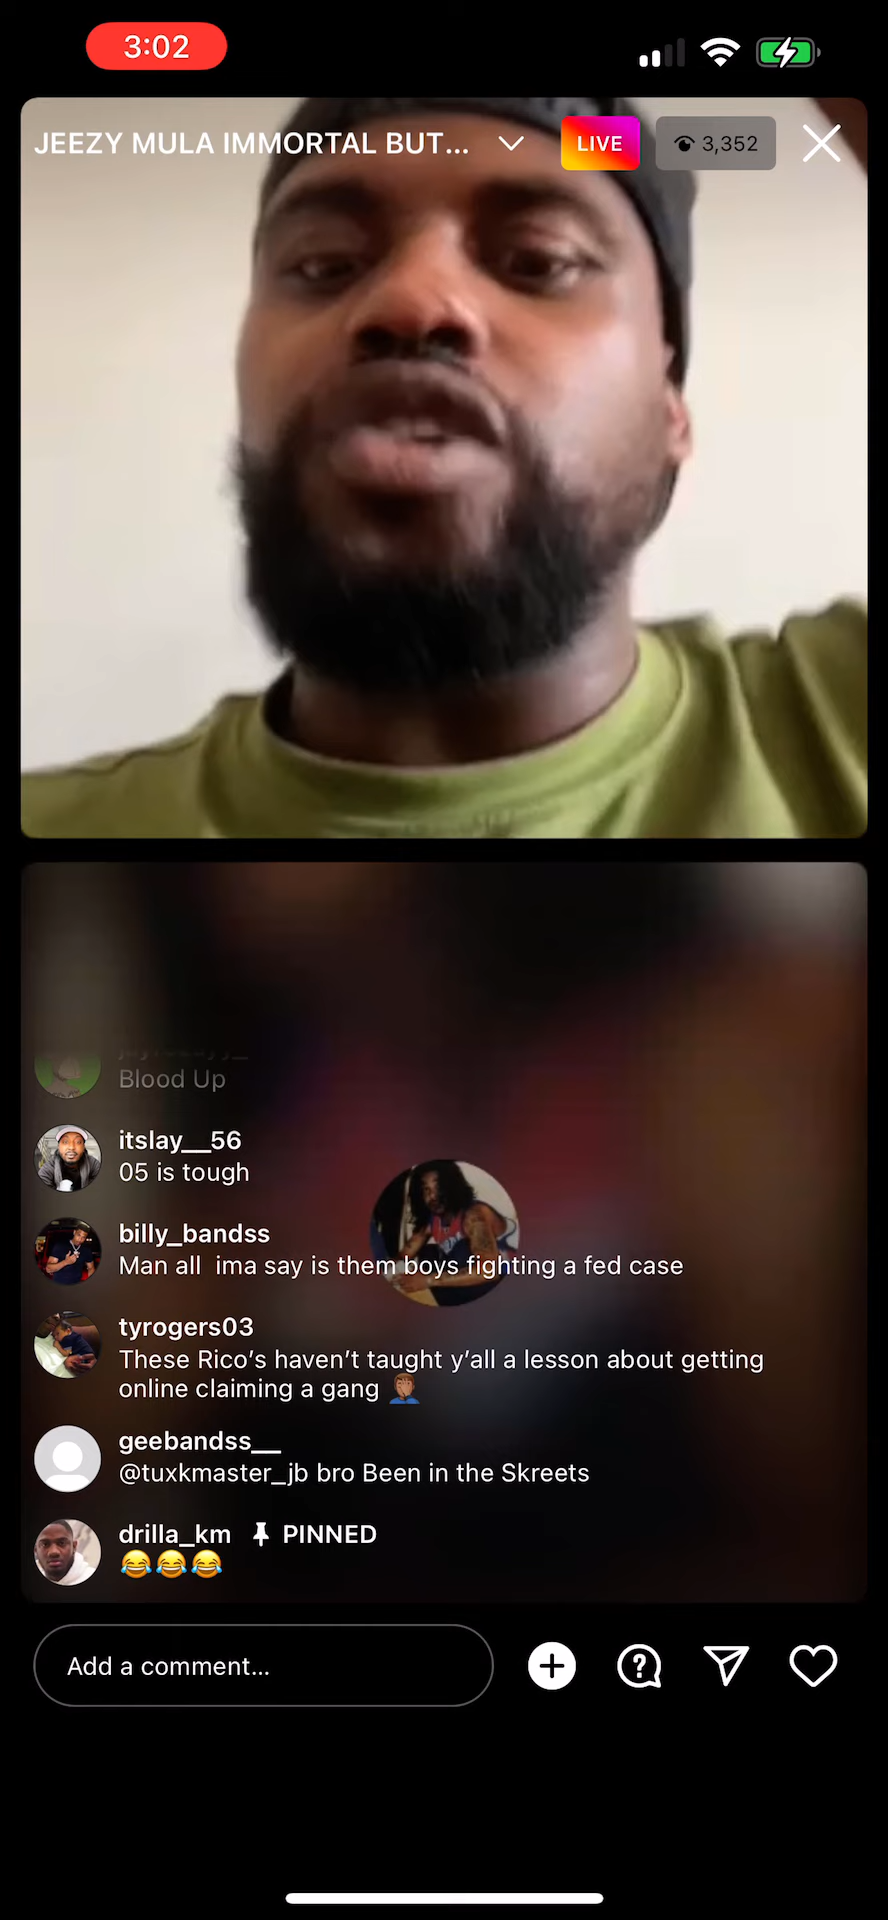 3:02
JEEZY MULA IMMORTAL BUT...
LIVE
3,352
Blood Up
itslay__56
05 is tough
billy_bandss
Man all  ima say is them boys fighting a fed case
tyrogers03
These Rico’s haven’t taught y’all a lesson about getting
online claiming a gang 🤦🏽‍♂️
geebandss__
@tuxkmaster_jb bro Been in the Skreets
drilla_km PINNED
😂😂😂
Add a comment...